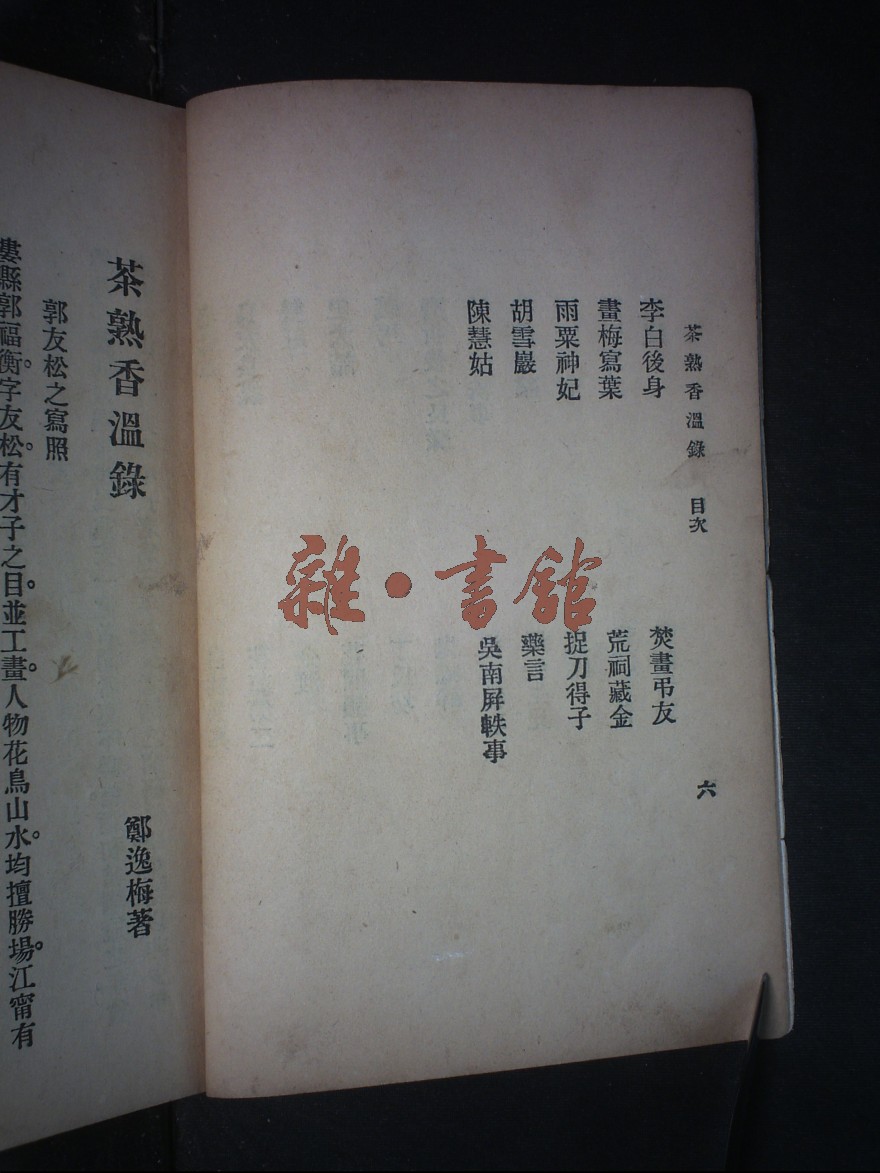 茶熟香溫錄　目次
六
李白後身
焚畫弔友
畫梅寫葉
荒祠藏金
雨粟神妃
捉刀得子
胡雪巖
藥言
陳慧姑
吳南屛軼事
雜·書館
茶熟香溫錄
鄭逸梅著
郭友松之寫照
婁縣郭福衡。字友松。有才子之目。並工畫。人物花鳥山水。均擅勝場。江甯有